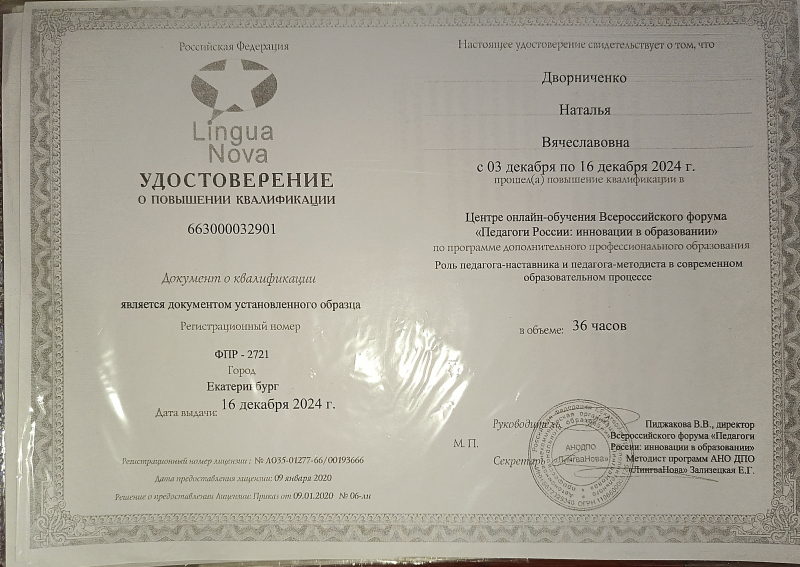 Российская Федерация
Lingua
Nova
УДОСТОВЕРЕНИЕ
О ПОВЫШЕНИИ КВАЛИФИКАЦИИ
663000032901
Документ о квалификации
является документом установленного образца
Регистрационный номер
ФПР - 2721
Город
Екатеринбург
Дата выдачи: 16 декабря 2024 г.
Регистрационный номер лицензии : № ЛО35-01277-66/00193666
Дата предоставления лицензии: 09 января 2020
Решение о предоставлении Лицензии: Приказ от 09.01.2020 № 06-ли
Настоящее удостоверение свидетельствует о том, что
Дворниченко
Наталья
Вячеславовна
с 03 декабря по 16 декабря 2024 г.
прошел(а) повышение квалификации в
Центре онлайн-обучения Всероссийского форума
«Педагоги России: инновации в образовании»
по программе дополнительного профессионального образования
Роль педагога-наставника и педагога-методиста в современном
образовательном процессе
в объеме: 36 часов
М. П.
Руководитель
Пиджакова В.В., директор
Всероссийского форума «Педагоги
России: инновации в образовании»
Секретарь
Методист программ АНО ДПО
«ЛингваНова» Зализецкая Е.Г.
АНОДПО
«ЛингваНова»